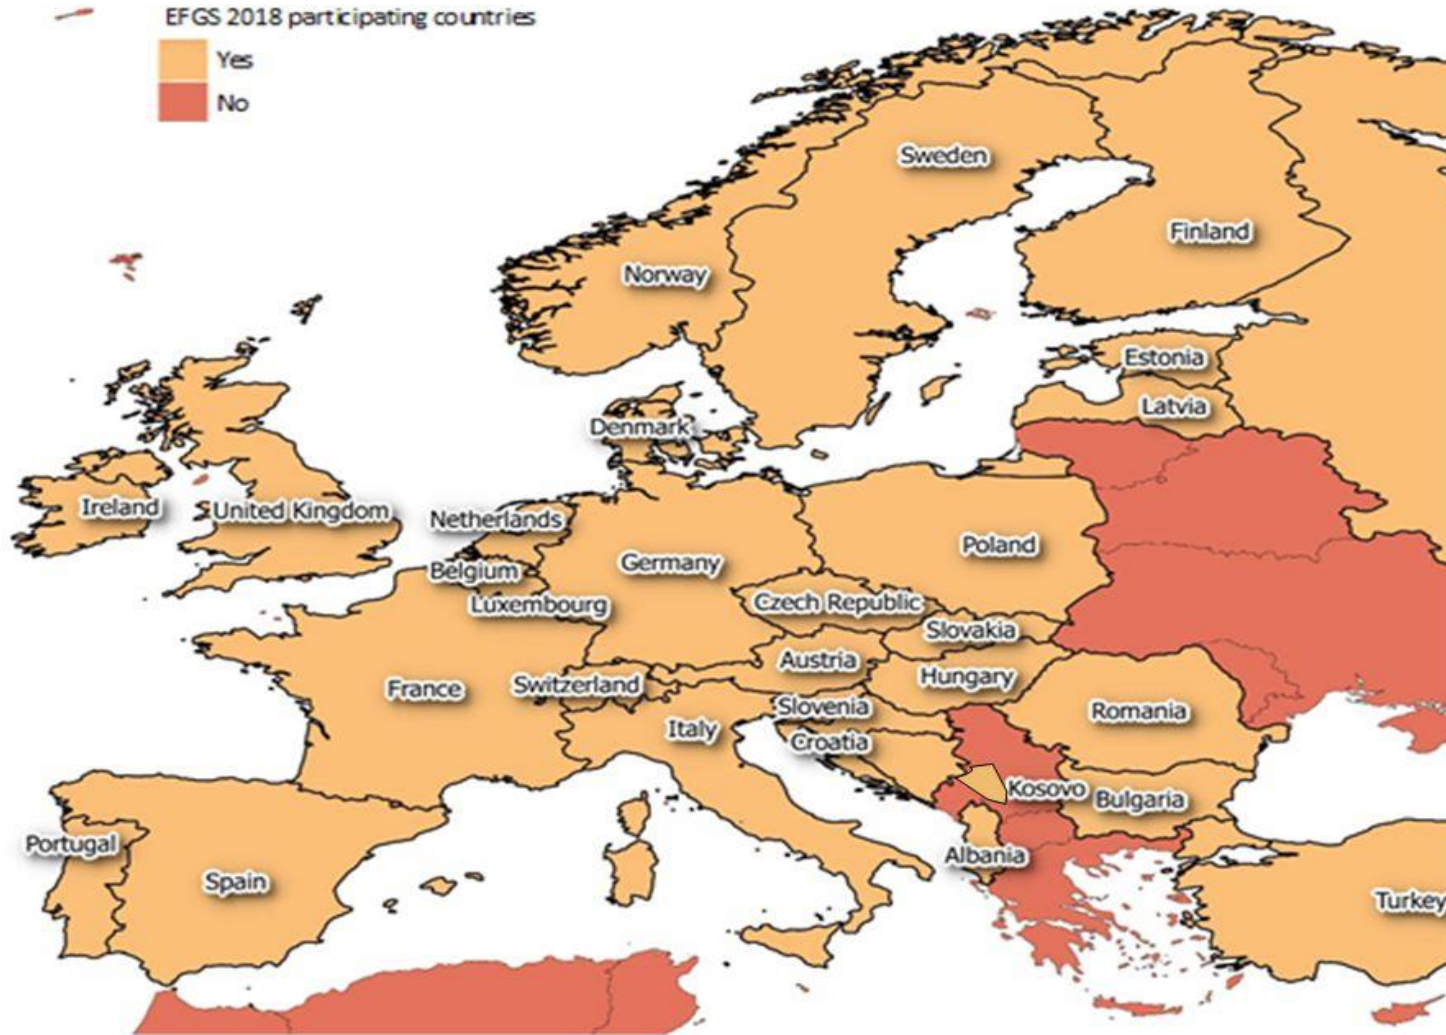 EFGS 2018 participating countries
Yes
No
Sweden
Finland
Norway
Estonia
Latvia
Denmark
Ireland
United Kingdom
Netherlands
Poland
Germany
Belgium
Luxembourg
Czech Republic
Slovakia
Austria
Hungary
France
Switzerland
Slovenia
Romania
Italy
Croatia
Kosovo
Bulgaria
Portugal
Albania
Spain
Turkey